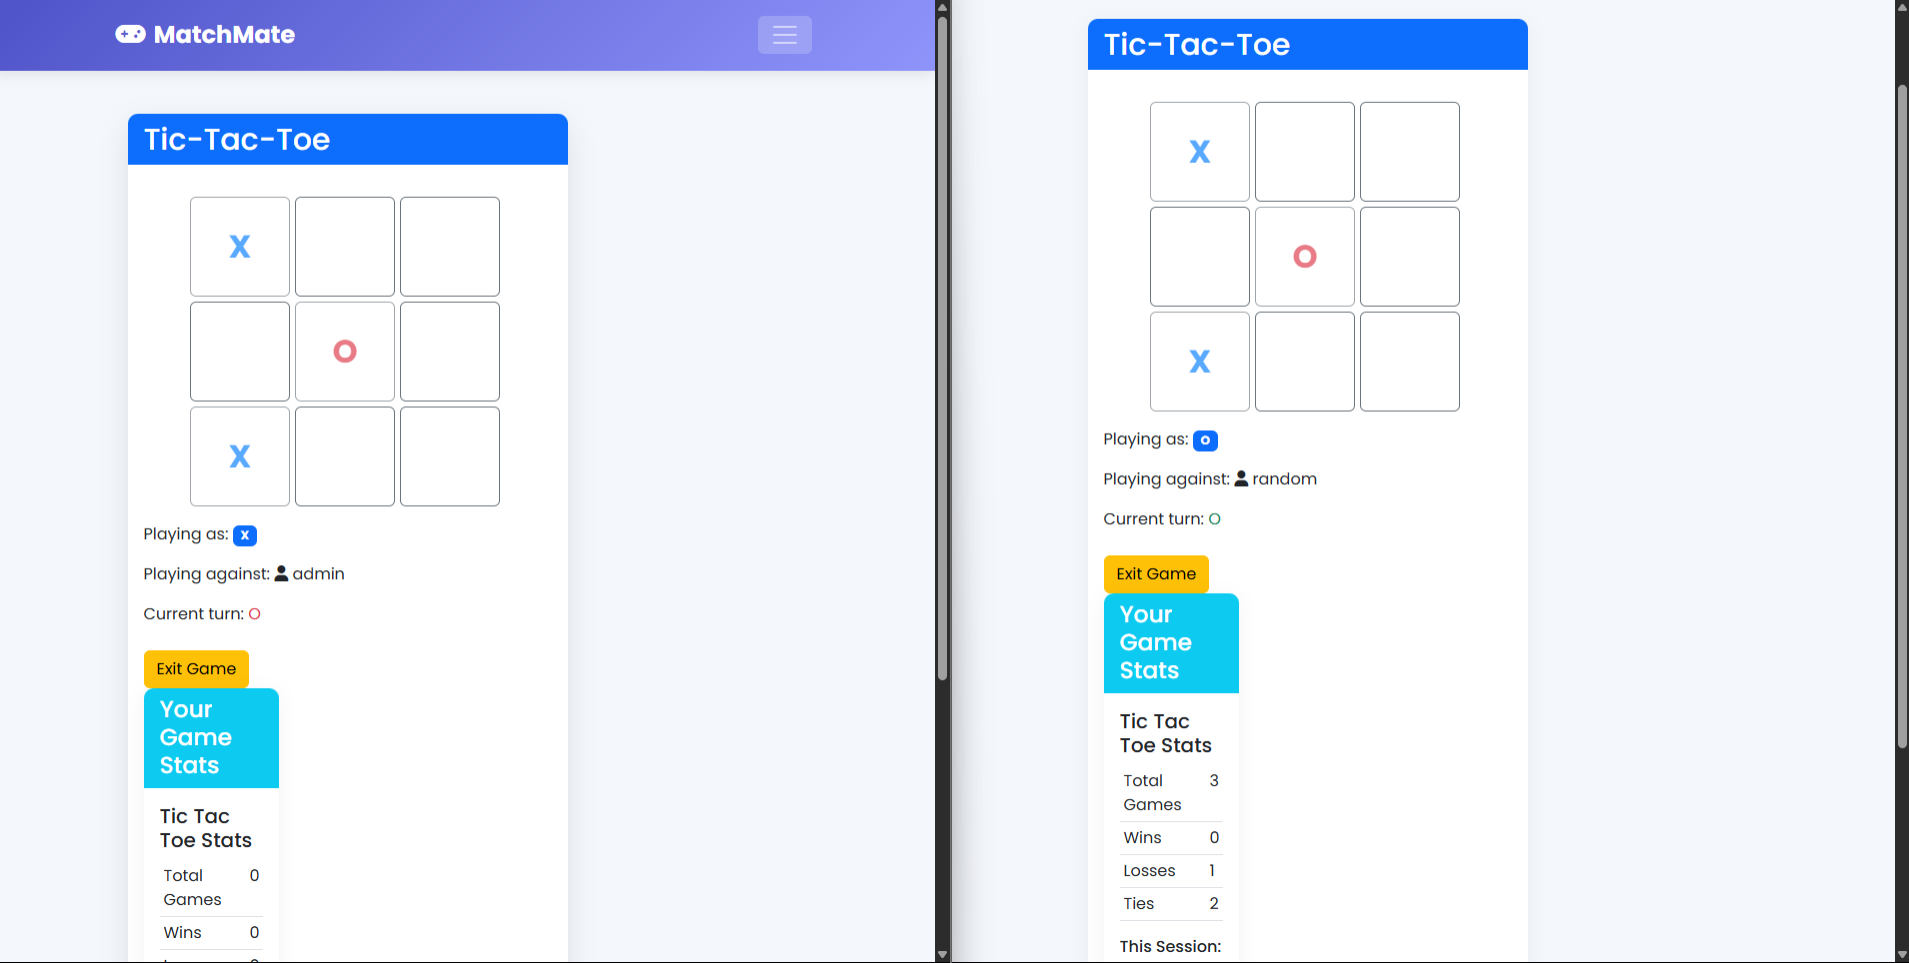 MatchMate
Tic-Tac-Toe
X
O
X
Playing as: X
Playing against: admin
Current turn: O
Exit Game
Your
Game
Stats
Tic Tac
Toe Stats
Total 0
Games
Wins 0
Tic-Tac-Toe
X
O
X
Playing as: O
Playing against: random
Current turn: O
Exit Game
Your
Game
Stats
Tic Tac
Toe Stats
Total 3
Games
Wins 0
Losses 1
Ties 2
This Session: